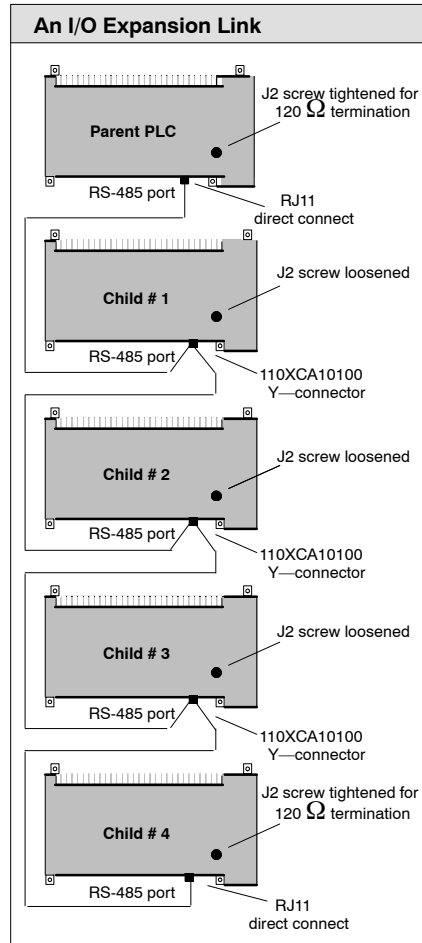 An I/O Expansion Link
J2 screw tightened for
120 Ω termination
Parent PLC
RS-485 port
RJ11
direct connect
J2 screw loosened
Child # 1
RS-485 port
110XCA10100
Y—connector
J2 screw loosened
Child # 2
RS-485 port
110XCA10100
Y—connector
J2 screw loosened
Child # 3
RS-485 port
110XCA10100
Y—connector
J2 screw tightened for
120 Ω termination
Child # 4
RS-485 port
RJ11
direct connect